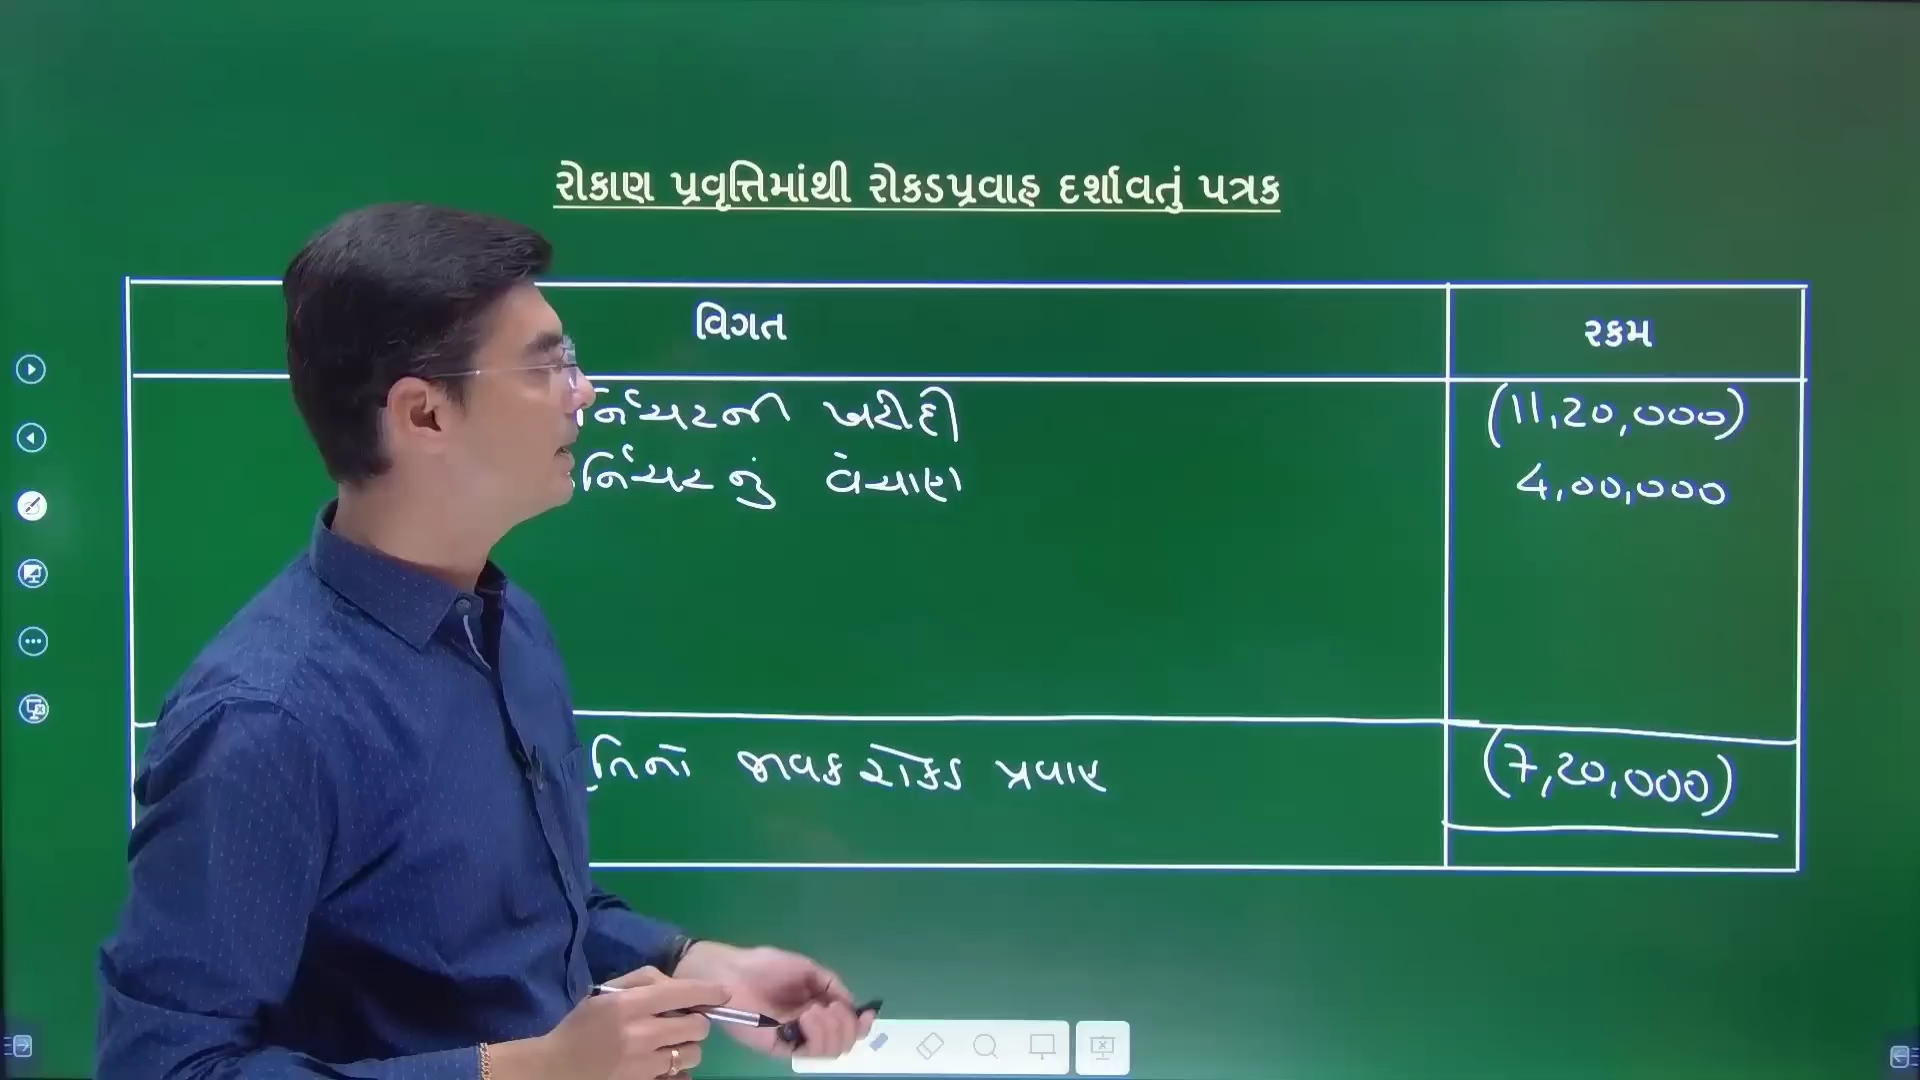 રોકાણ પ્રવૃત્તિમાંથી રોકડપ્રવાહ દર્શાવતું પત્રક
વિગત રકમ
ર્નિચરની ખરીદી (11,20,000)
ર્નિચરનું વેચાણ 4,00,000
જાવક રોકડ પ્રવાહ (7,20,000)